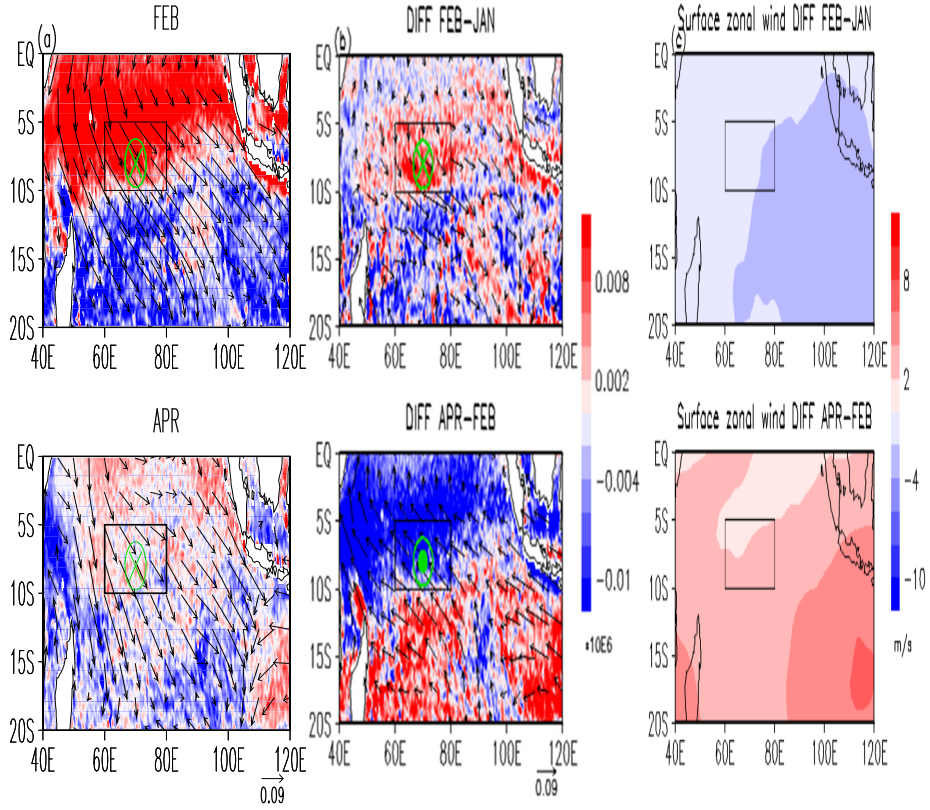 FEB
DIFF FEB-JAN
Surface zonal wind DIFF FEB-JAN
(a)
(b)
(c)
EQ
5S
10S
15S
20S
40E 60E 80E 100E 120E
EQ
5S
10S
15S
20S
40E 60E 80E 100E 120E
EQ
5S
10S
15S
20S
40E 60E 80E 100E 120E
0.008
0.002
-0.004
-0.01
*10E6
8
2
-4
-10
m/s
APR
DIFF APR-FEB
Surface zonal wind DIFF APR-FEB
EQ
5S
10S
15S
20S
40E 60E 80E 100E 120E
0.09
EQ
5S
10S
15S
20S
40E 60E 80E 100E 120E
0.09
EQ
5S
10S
15S
20S
40E 60E 80E 100E 120E